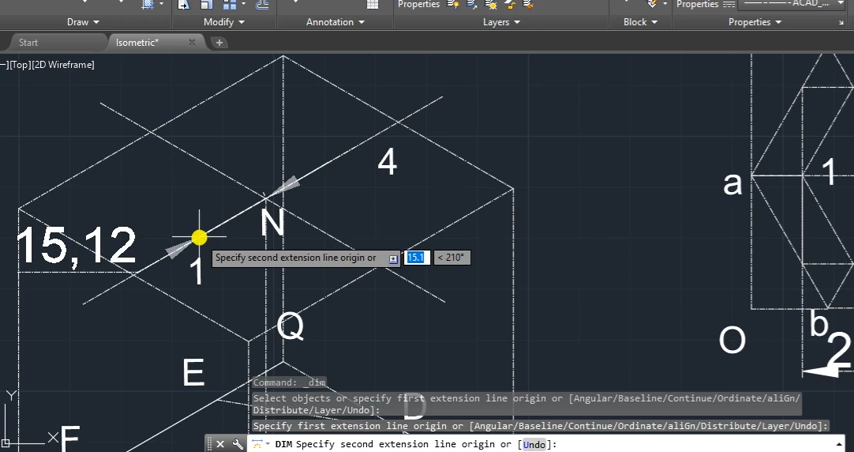 Draw
Modify
Annotation
Properties
Layers
Block
Properties
ACAD_...
Properties
Start
Isometric*
][Top][2D Wireframe]
4
a
1
N
15,12
Specify second extension line origin or
15.1
< 210°
1
Q
b
O
2
E
Command: _dim
Select objects or specify first extension line origin or [Angular/Baseline/Continue/Ordinate/aliGn/
Distribute/Layer/Undo]:
D
Specify first extension line origin or [Angular/Baseline/Continue/Ordinate/aliGn/Distribute/Layer/Undo]:
Y
X
F
DIM Specify second extension line origin or [Undo]: